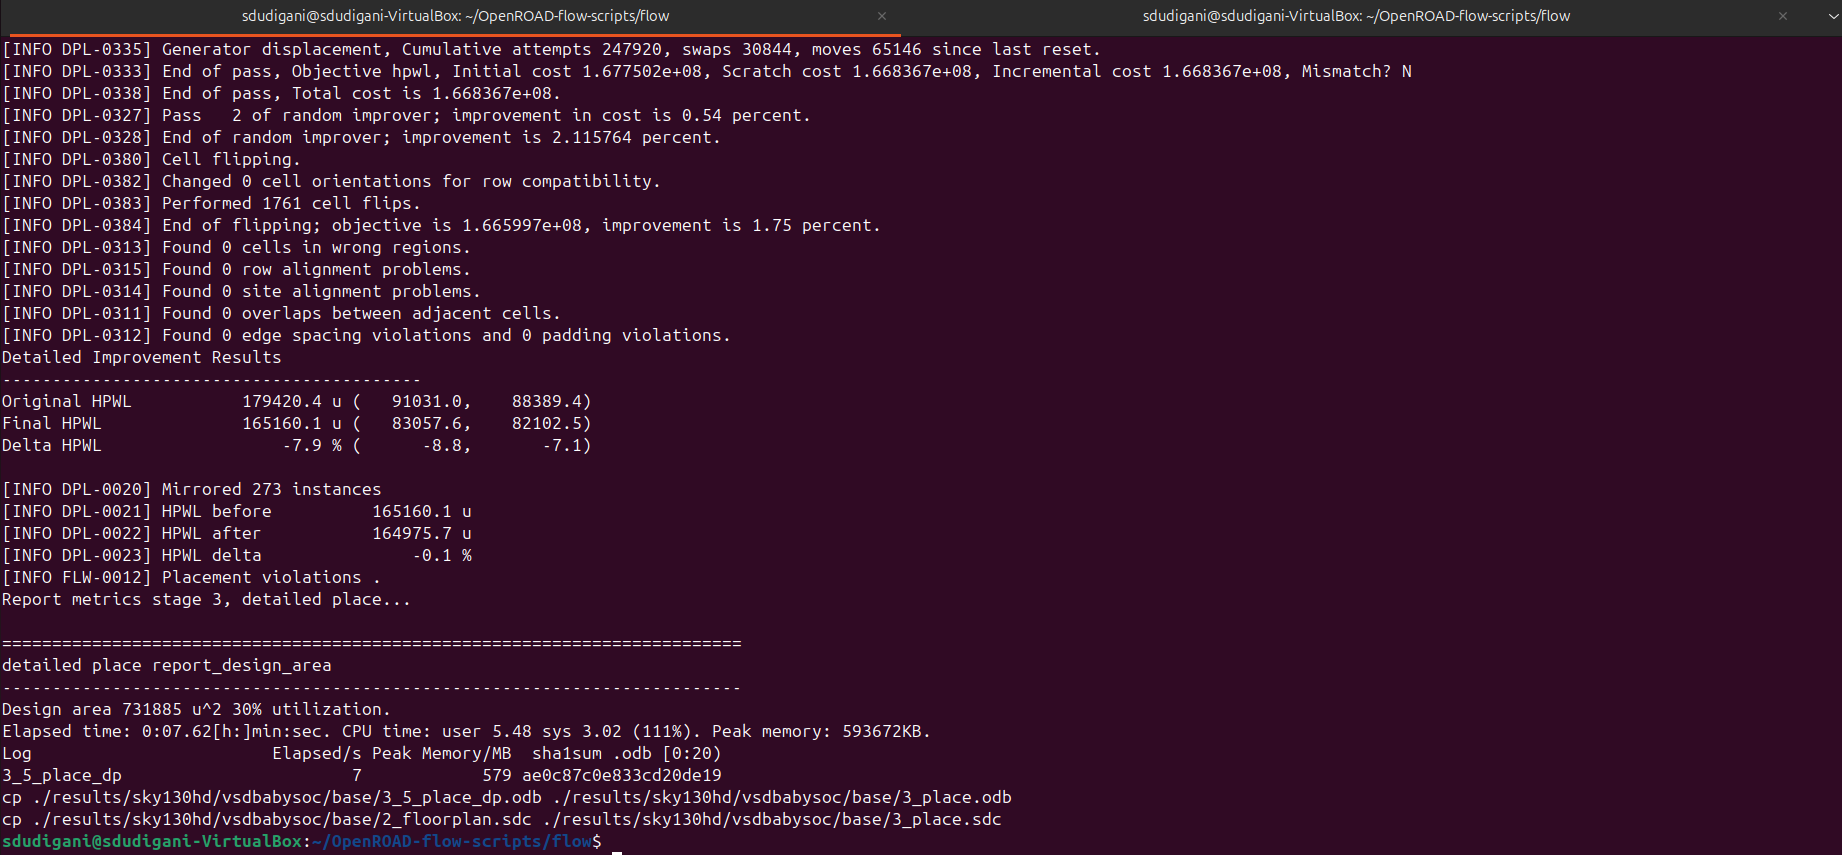 sdudigani@sdudigani-VirtualBox: ~/OpenROAD-flow-scripts/flow × sdudigani@sdudigani-VirtualBox: ~/OpenROAD-flow-scripts/flow ×
[INFO DPL-0335] Generator displacement, Cumulative attempts 247920, swaps 30844, moves 65146 since last reset.
[INFO DPL-0333] End of pass, Objective hpwl, Initial cost 1.677502e+08, Scratch cost 1.668367e+08, Incremental cost 1.668367e+08, Mismatch? N
[INFO DPL-0338] End of pass, Total cost is 1.668367e+08.
[INFO DPL-0327] Pass   2 of random improver; improvement in cost is 0.54 percent.
[INFO DPL-0328] End of random improver; improvement is 2.115764 percent.
[INFO DPL-0380] Cell flipping.
[INFO DPL-0382] Changed 0 cell orientations for row compatibility.
[INFO DPL-0383] Performed 1761 cell flips.
[INFO DPL-0384] End of flipping; objective is 1.665997e+08, improvement is 1.75 percent.
[INFO DPL-0313] Found 0 cells in wrong regions.
[INFO DPL-0315] Found 0 row alignment problems.
[INFO DPL-0314] Found 0 site alignment problems.
[INFO DPL-0311] Found 0 overlaps between adjacent cells.
[INFO DPL-0312] Found 0 edge spacing violations and 0 padding violations.
Detailed Improvement Results
------------------------------------------
Original HPWL           179420.4 u (   91031.0,    88389.4)
Final HPWL              165160.1 u (   83057.6,    82102.5)
Delta HPWL                  -7.9 % (      -8.8,       -7.1)
[INFO DPL-0020] Mirrored 273 instances
[INFO DPL-0021] HPWL before          165160.1 u
[INFO DPL-0022] HPWL after           164975.7 u
[INFO DPL-0023] HPWL delta               -0.1 %
[INFO FLW-0012] Placement violations .
Report metrics stage 3, detailed place...
==========================================================================
detailed place report_design_area
--------------------------------------------------------------------------
Design area 731885 u^2 30% utilization.
Elapsed time: 0:07.62[h:]min:sec. CPU time: user 5.48 sys 3.02 (111%). Peak memory: 593672KB.
Log                        Elapsed/s Peak Memory/MB  sha1sum .odb [0:20)
3_5_place_dp                       7            579 ae0c87c0e833cd20de19
cp ./results/sky130hd/vsdbabysoc/base/3_5_place_dp.odb ./results/sky130hd/vsdbabysoc/base/3_place.odb
cp ./results/sky130hd/vsdbabysoc/base/2_floorplan.sdc ./results/sky130hd/vsdbabysoc/base/3_place.sdc
sdudigani@sdudigani-VirtualBox:~/OpenROAD-flow-scripts/flow$